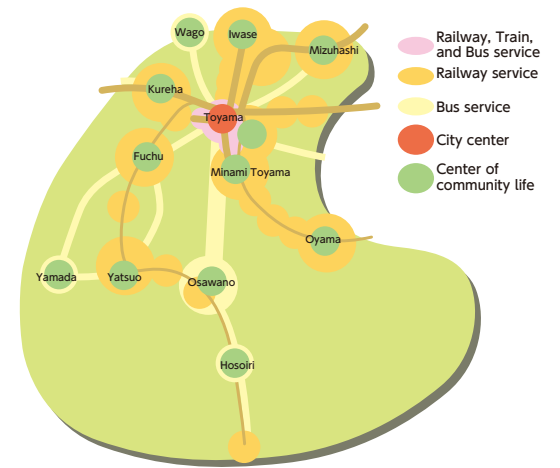 Wago
Iwase
Mizuhashi
Kureha
Toyama
Fuchu
Minami Toyama
Oyama
Yamada
Yatsuo
Osawano
Hosoiri
Railway, Train,
and Bus service
Railway service
Bus service
City center
Center of
community life